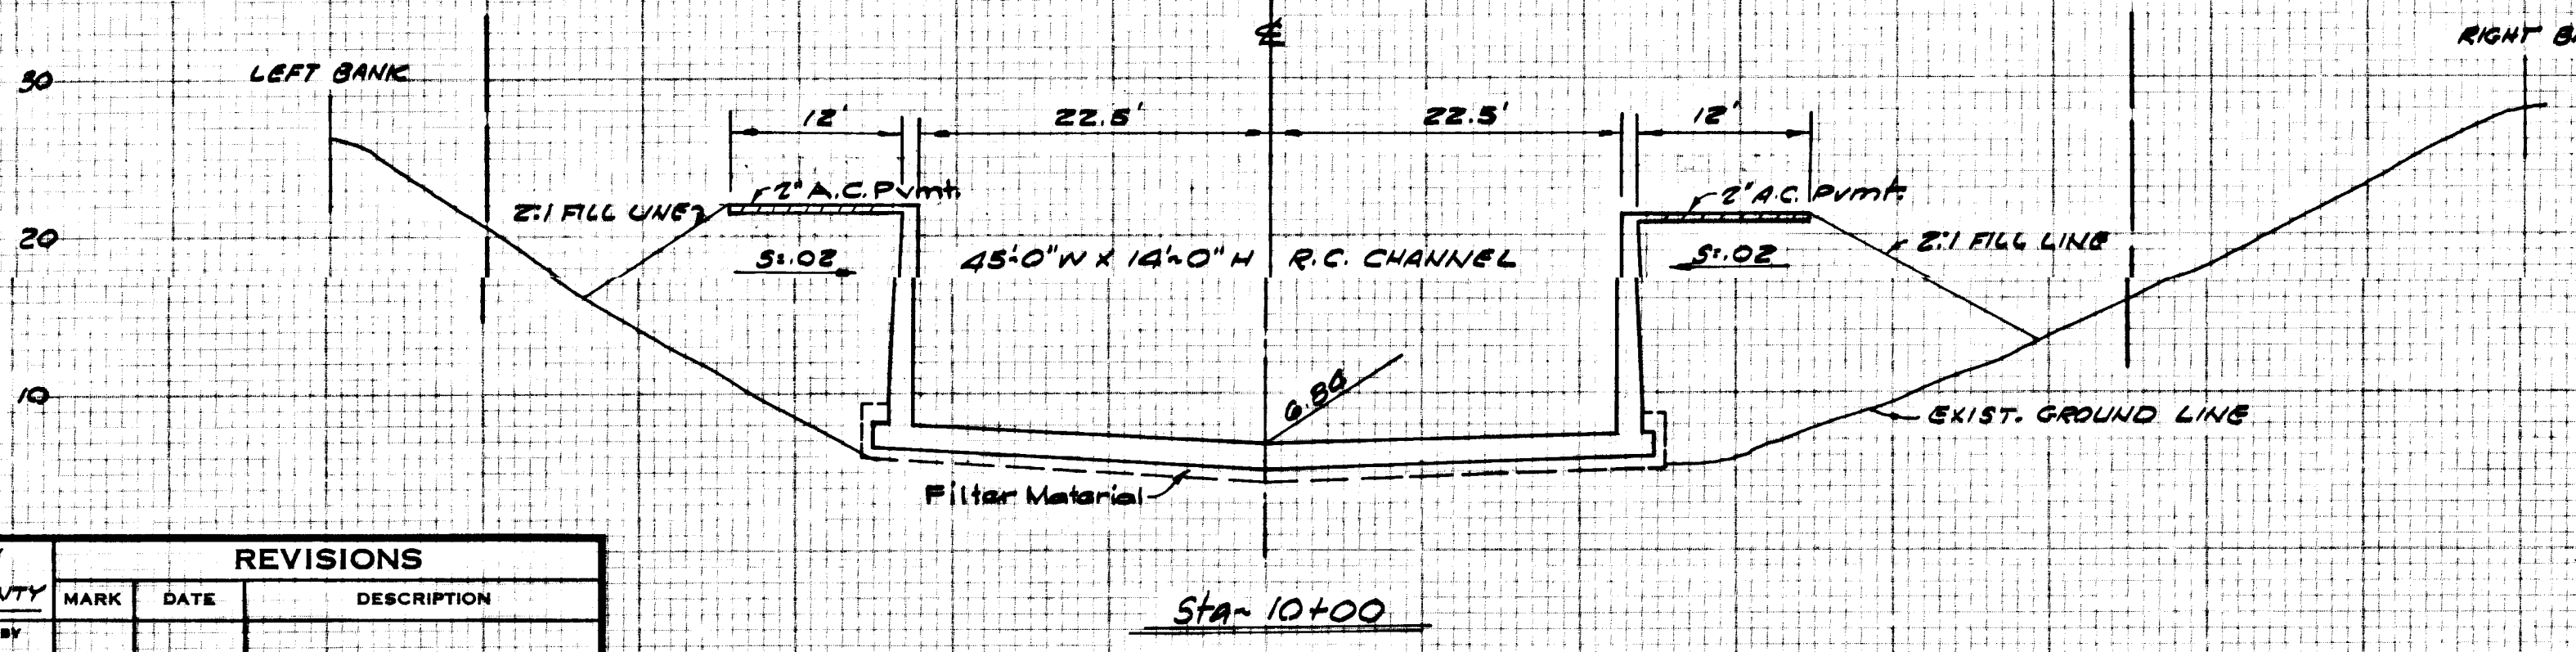 ℄
RIGHT
30
LEFT BANK
12'
22.5'
22.5'
12'
2" A.C. Pvmt.
2" A.C. Pvmt.
2:1 FILL LINE
20
S=.02
45'-0" W X 14'-0" H R.C. CHANNEL
S=.02
2:1 FILL LINE
10
6.80
EXIST. GROUND LINE
Filter Material
REVISIONS
MARK DATE DESCRIPTION
BY
Sta- 10+00